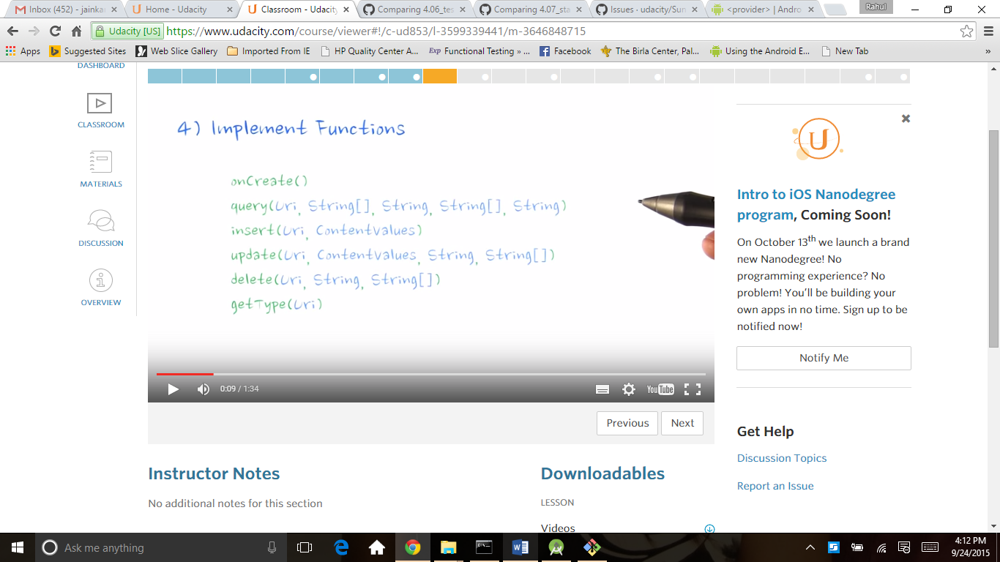 Inbox (452) - jainka
Home - Udacity
Classroom - Udacity
Comparing 4.06_tes
Comparing 4.07_sta
Issues · udacity/Sun
<provider> | Andro
Rahul
Udacity [US]
https://www.udacity.com/course/viewer#!/c-ud853/l-3599339441/m-3646848715
Apps
Suggested Sites
Web Slice Gallery
Imported From IE
HP Quality Center A...
Exp Functional Testing » ...
Facebook
The Birla Center, Pal...
Using the Android E...
New Tab
»
DASHBOARD
CLASSROOM
MATERIALS
DISCUSSION
OVERVIEW
4) Implement Functions
onCreate()
query(Uri, String[], String, String[], String)
insert(Uri, ContentValues)
update(Uri, ContentValues, String, String[])
delete(Uri, String, String[])
getType(Uri)
0:09 / 1:34
YouTube
Previous
Next
Instructor Notes
No additional notes for this section
Downloadables
LESSON
Videos
U
Intro to iOS Nanodegree
program, Coming Soon!
On October 13th we launch a brand
new Nanodegree! No
programming experience? No
problem! You'll be building your
own apps in no time. Sign up to be
notified now!
Notify Me
Get Help
Discussion Topics
Report an Issue
Ask me anything
4:12 PM
9/24/2015